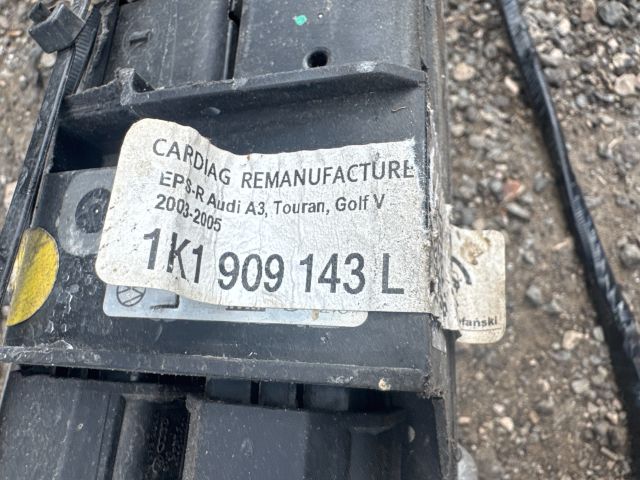 CARDIAG REMANUFACTURE
EPS-R Audi A3, Touran, Golf V
2003-2005
1K1 909 143 L